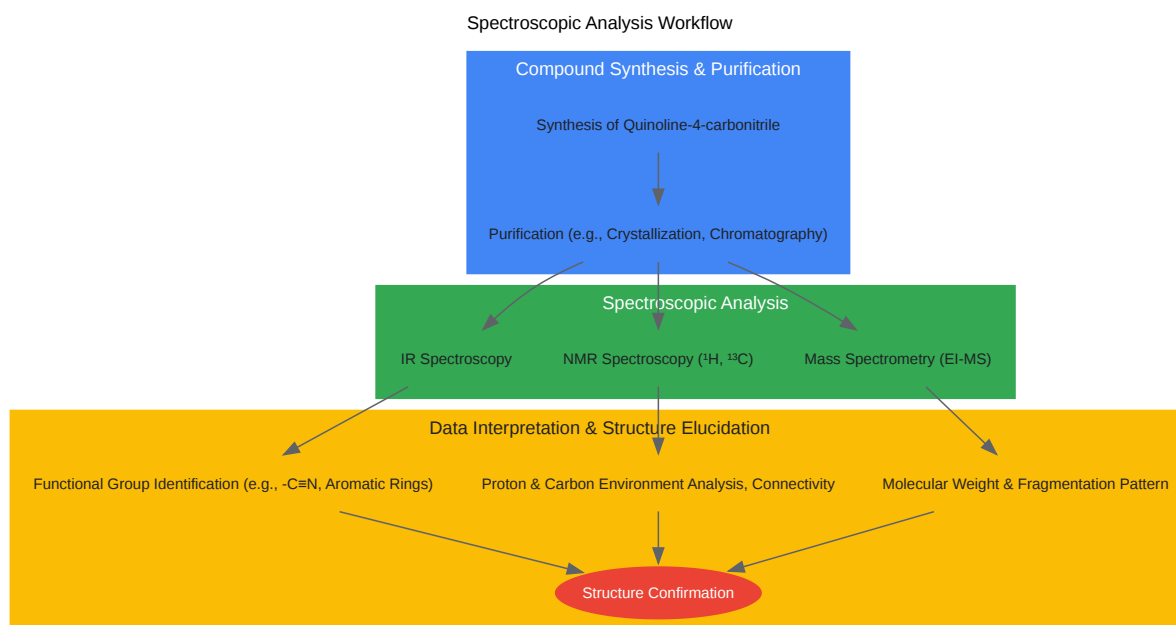 Spectroscopic Analysis Workflow
Compound Synthesis & Purification
Synthesis of Quinoline-4-carbonitrile
Purification (e.g., Crystallization, Chromatography)
Spectroscopic Analysis
IR Spectroscopy
NMR Spectroscopy (¹H, ¹³C)
Mass Spectrometry (EI-MS)
Data Interpretation & Structure Elucidation
Functional Group Identification (e.g., -C≡N, Aromatic Rings)
Proton & Carbon Environment Analysis, Connectivity
Molecular Weight & Fragmentation Pattern
Structure Confirmation